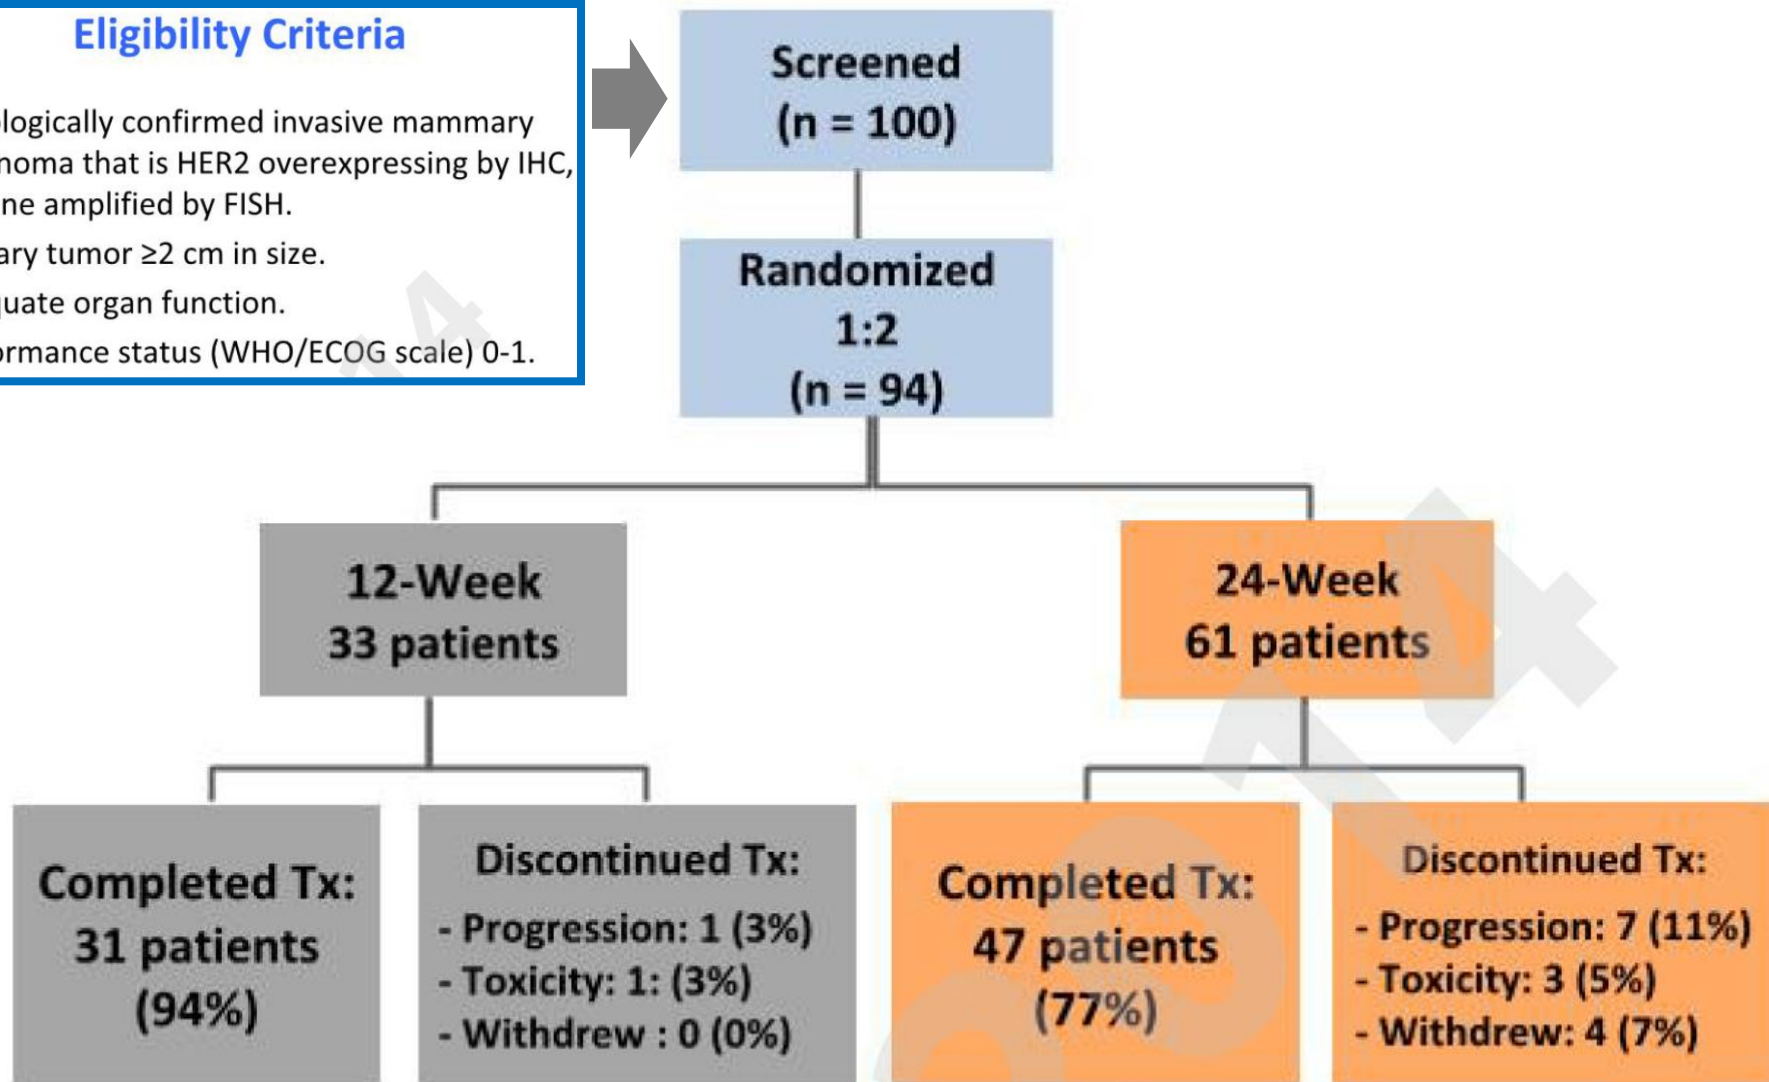 Eligibility Criteria
ologically confirmed invasive mammary
noma that is HER2 overexpressing by IHC,
ne amplified by FISH.
ary tumor ≥2 cm in size.
uate organ function.
ormance status (WHO/ECOG scale) 0-1.
Screened
(n = 100)
Randomized
1:2
(n = 94)
12-Week
33 patients
24-Week
61 patients
Completed Tx:
31 patients
(94%)
Discontinued Tx:
- Progression: 1 (3%)
- Toxicity: 1: (3%)
- Withdrew : 0 (0%)
Completed Tx:
47 patients
(77%)
Discontinued Tx:
- Progression: 7 (11%)
- Toxicity: 3 (5%)
- Withdrew: 4 (7%)
14
14